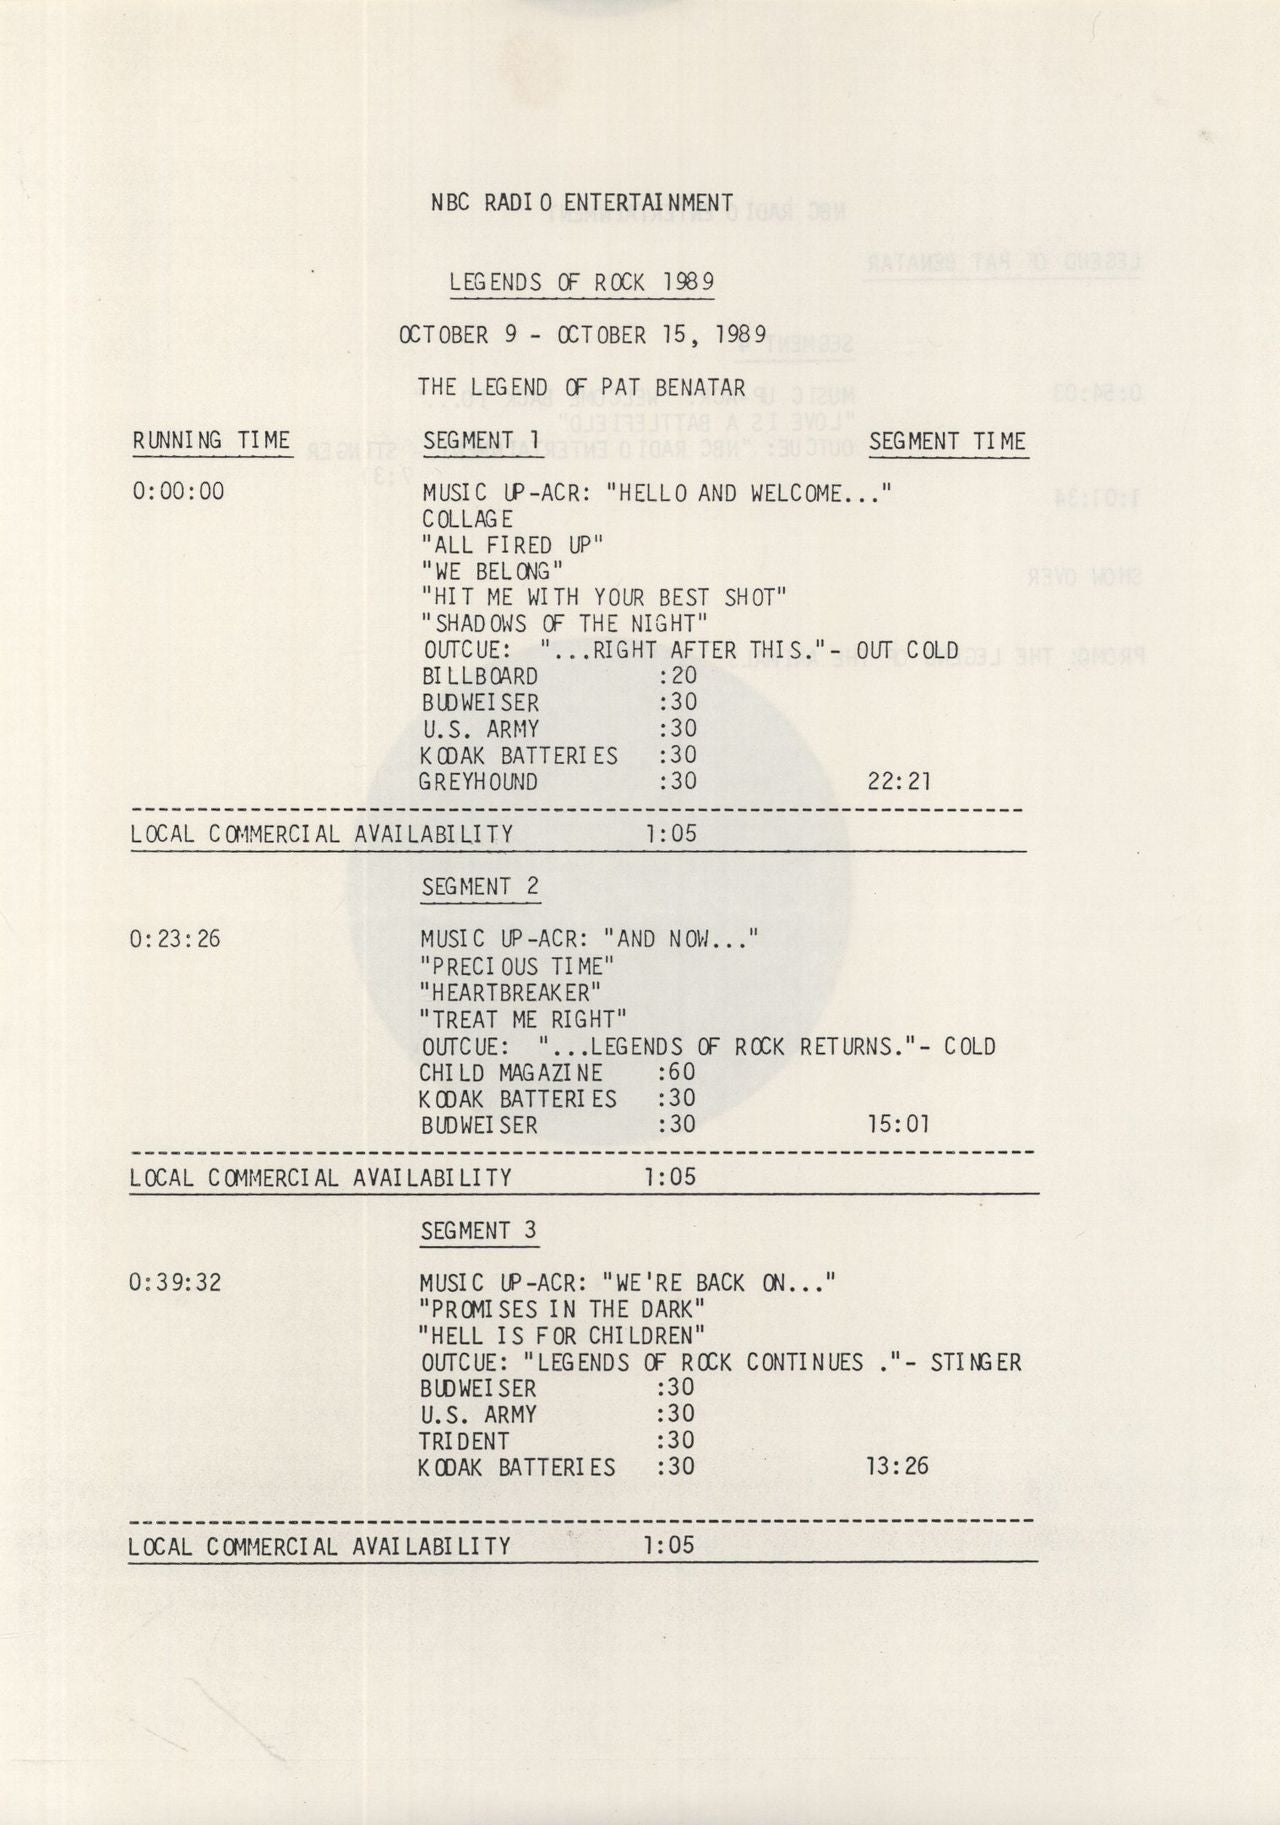 NBC RADIO ENTERTAINMENT
LEGENDS OF ROCK 1989
OCTOBER 9 - OCTOBER 15, 1989
THE LEGEND OF PAT BENATAR
RUNNING TIME SEGMENT 1 SEGMENT TIME
0:00:00 MUSIC UP-ACR: "HELLO AND WELCOME..."
COLLAGE
"ALL FIRED UP"
"WE BELONG"
"HIT ME WITH YOUR BEST SHOT"
"SHADOWS OF THE NIGHT"
OUTCUE: "...RIGHT AFTER THIS."- OUT COLD
BILLBOARD :20
BUDWEISER :30
U.S. ARMY :30
KODAK BATTERIES :30
GREYHOUND :30 22:21
LOCAL COMMERCIAL AVAILABILITY 1:05
SEGMENT 2
0:23:26 MUSIC UP-ACR: "AND NOW..."
"PRECIOUS TIME"
"HEARTBREAKER"
"TREAT ME RIGHT"
OUTCUE: "...LEGENDS OF ROCK RETURNS."- COLD
CHILD MAGAZINE :60
KODAK BATTERIES :30
BUDWEISER :30 15:01
LOCAL COMMERCIAL AVAILABILITY 1:05
SEGMENT 3
0:39:32 MUSIC UP-ACR: "WE'RE BACK ON..."
"PROMISES IN THE DARK"
"HELL IS FOR CHILDREN"
OUTCUE: "LEGENDS OF ROCK CONTINUES ."- STINGER
BUDWEISER :30
U.S. ARMY :30
TRIDENT :30
KODAK BATTERIES :30 13:26
LOCAL COMMERCIAL AVAILABILITY 1:05